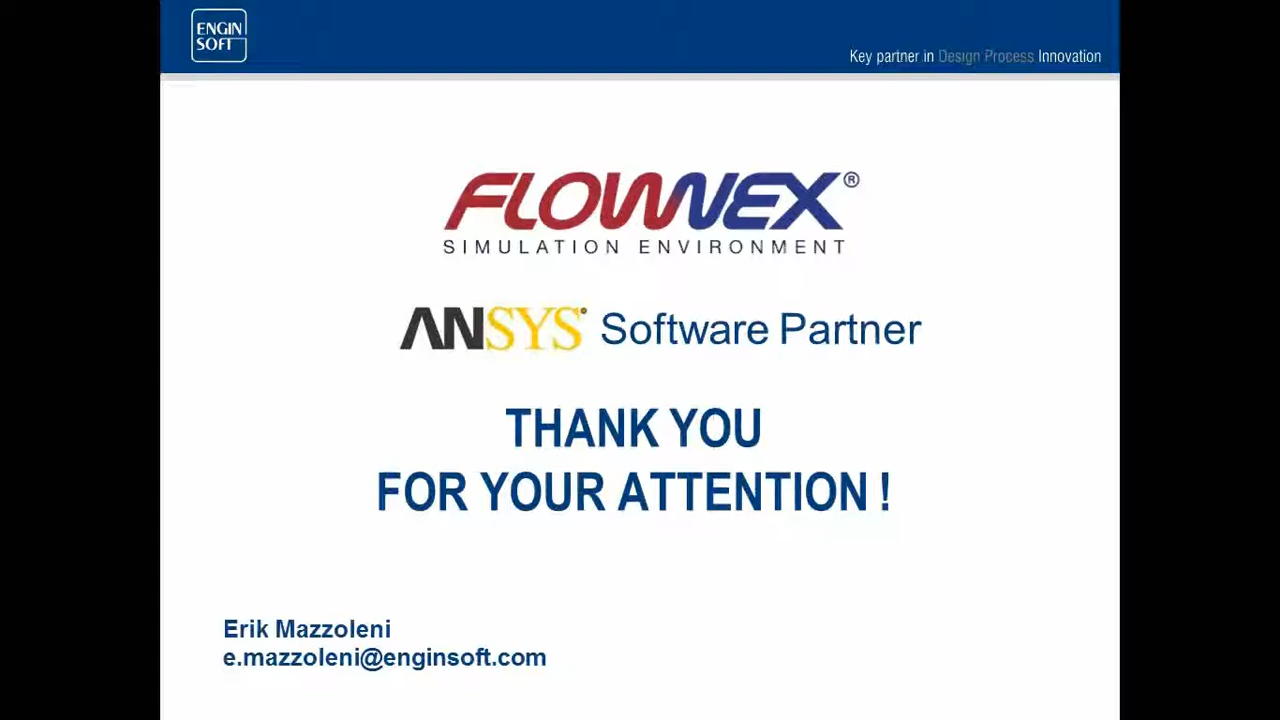 ENGIN
SOFT
Key partner in Design Process Innovation
FLOWNEX®
SIMULATION ENVIRONMENT
ANSYS® Software Partner
THANK YOU
FOR YOUR ATTENTION !
Erik Mazzoleni
e.mazzoleni@enginsoft.com